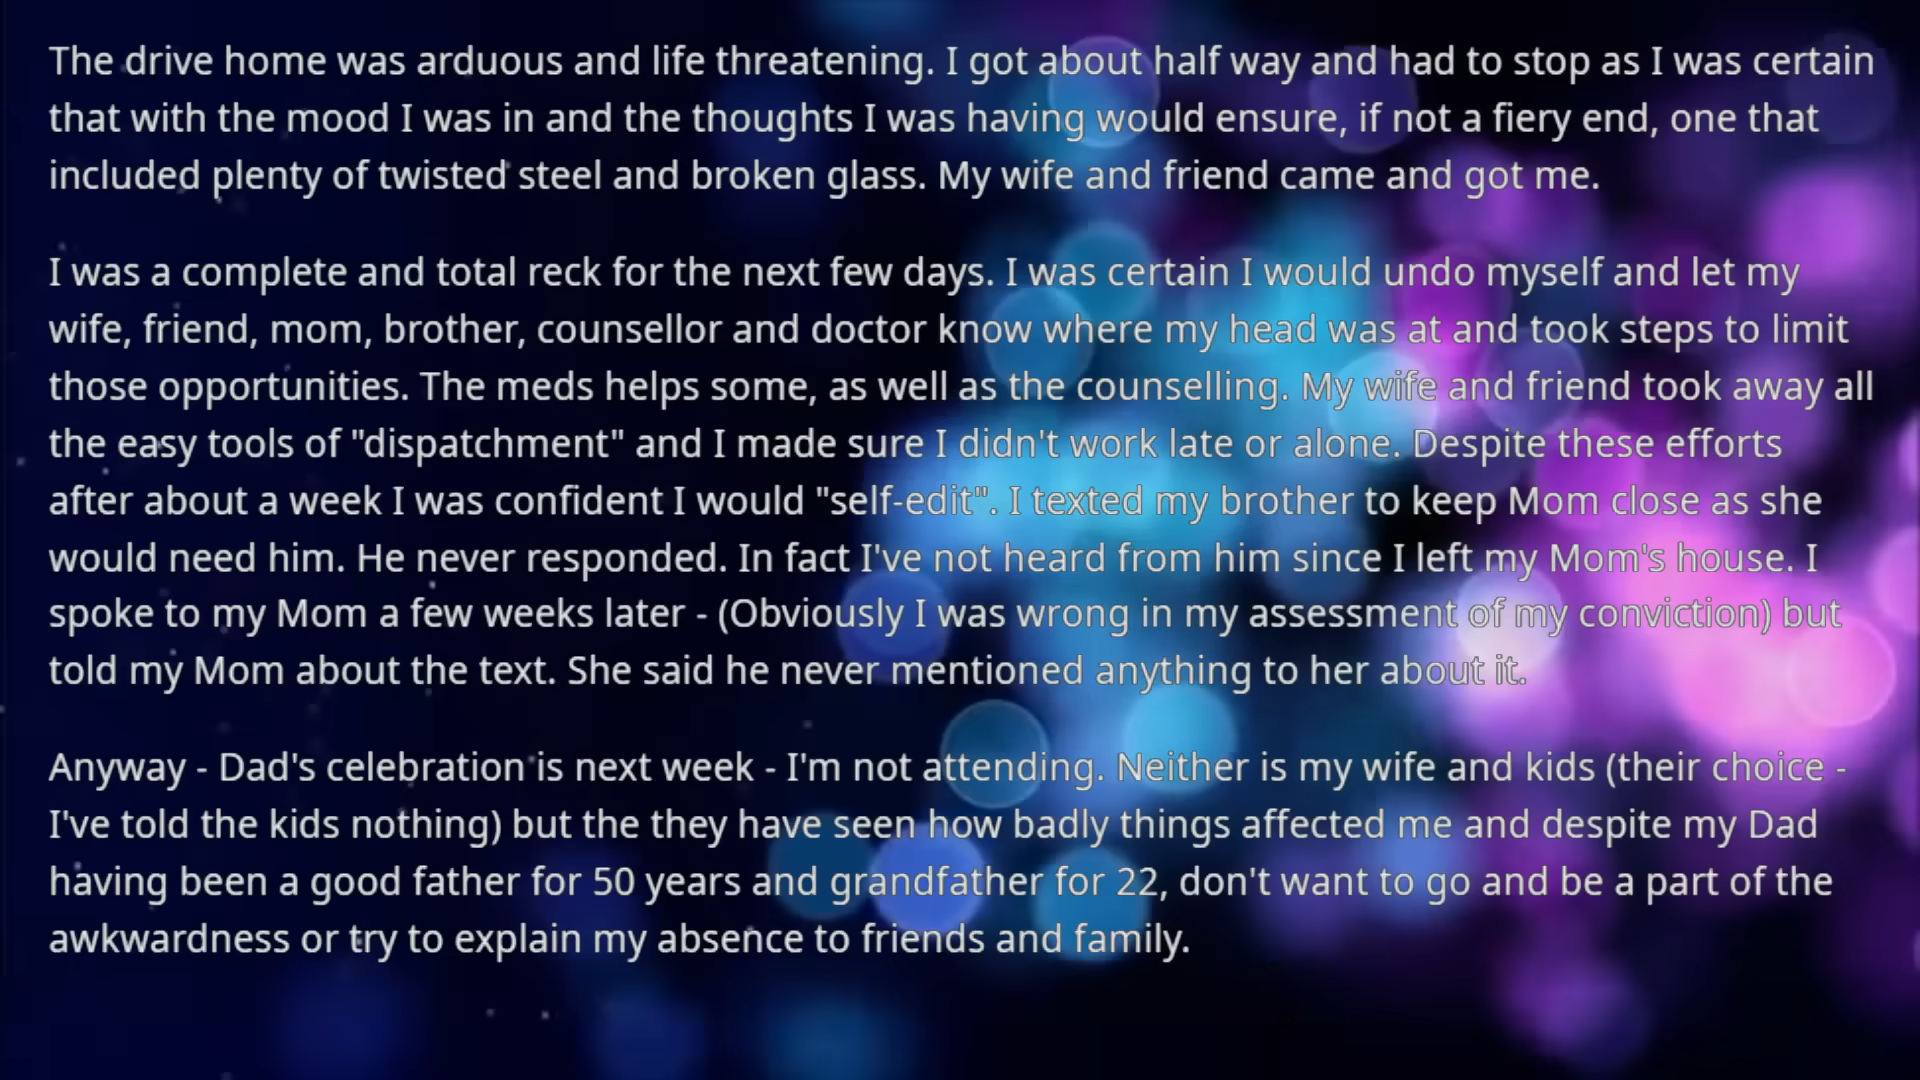 The drive home was arduous and life threatening. I got about half way and had to stop as I was certain
that with the mood I was in and the thoughts I was having would ensure, if not a fiery end, one that
included plenty of twisted steel and broken glass. My wife and friend came and got me.
I was a complete and total reck for the next few days. I was certain I would undo myself and let my
wife, friend, mom, brother, counsellor and doctor know where my head was at and took steps to limit
those opportunities. The meds helps some, as well as the counselling. My wife and friend took away all
the easy tools of "dispatchment" and I made sure I didn't work late or alone. Despite these efforts
after about a week I was confident I would "self-edit". I texted my brother to keep Mom close as she
would need him. He never responded. In fact I've not heard from him since I left my Mom's house. I
spoke to my Mom a few weeks later - (Obviously I was wrong in my assessment of my conviction) but
told my Mom about the text. She said he never mentioned anything to her about it.
Anyway - Dad's celebration is next week - I'm not attending. Neither is my wife and kids (their choice -
I've told the kids nothing) but the they have seen how badly things affected me and despite my Dad
having been a good father for 50 years and grandfather for 22, don't want to go and be a part of the
awkwardness or try to explain my absence to friends and family.